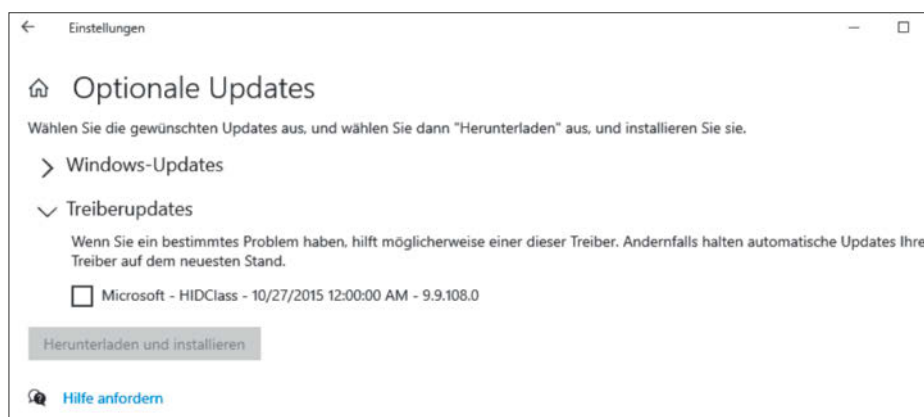 Einstellungen
Optionale Updates
Wählen Sie die gewünschten Updates aus, und wählen Sie dann "Herunterladen" aus, und installieren Sie sie.
Windows-Updates
Treiberupdates
Wenn Sie ein bestimmtes Problem haben, hilft möglicherweise einer dieser Treiber. Andernfalls halten automatische Updates Ihre
Treiber auf dem neuesten Stand.
Microsoft - HIDClass - 10/27/2015 12:00:00 AM - 9.9.108.0
Herunterladen und installieren
Hilfe anfordern